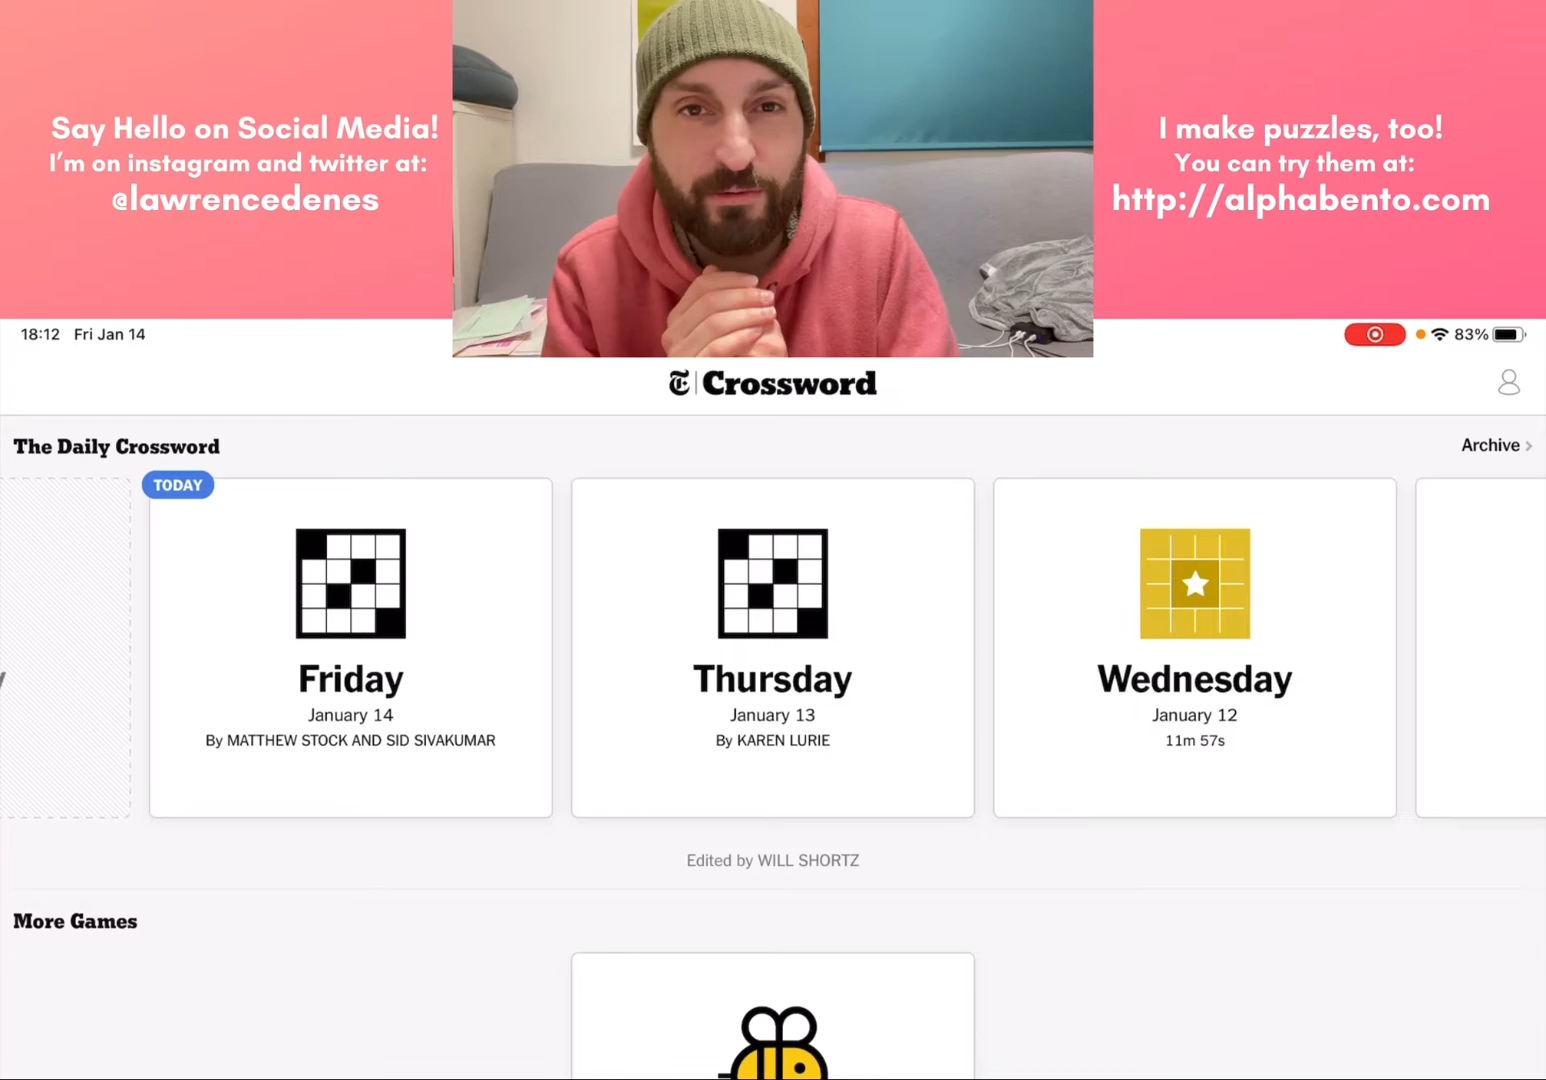 Say Hello on Social Media!
I'm on instagram and twitter at:
@lawrencedenes
I make puzzles, too!
You can try them at:
http://alphabento.com
18:12 Fri Jan 14
83%
Crossword
The Daily Crossword
Archive
TODAY
Friday
January 14
By MATTHEW STOCK AND SID SIVAKUMAR
Thursday
January 13
By KAREN LURIE
Wednesday
January 12
11m 57s
Edited by WILL SHORTZ
More Games